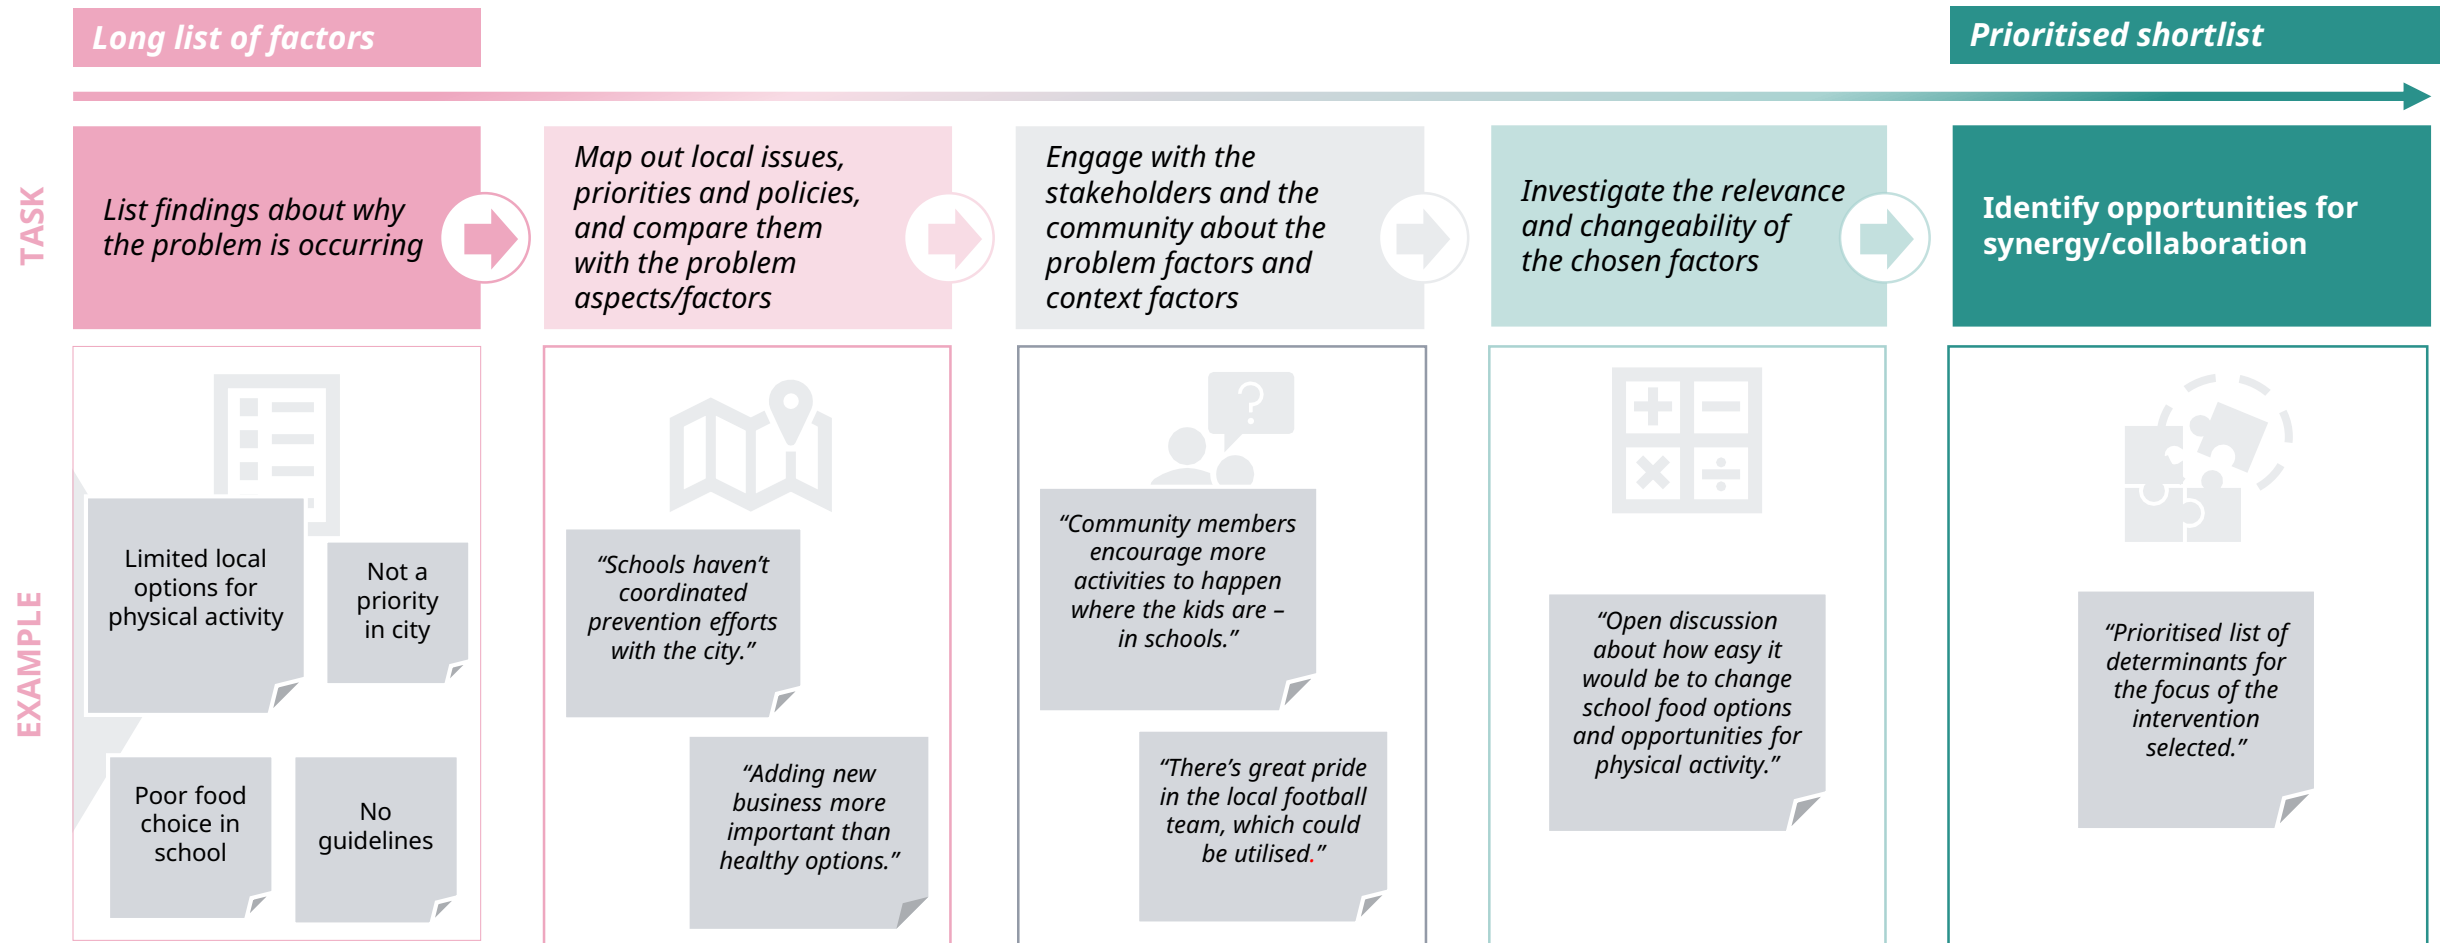 Long list of factors
Prioritised shortlist
TASK
List findings about why
the problem is occurring
Map out local issues,
priorities and policies,
and compare them
with the problem
aspects/factors
Engage with the
stakeholders and the
community about the
problem factors and
context factors
Investigate the relevance
and changeability of
the chosen factors
Identify opportunities for
synergy/collaboration
EXAMPLE
Limited local
options for
physical activity
Not a
priority
in city
Poor food
choice in
school
No
guidelines
“Schools haven’t
coordinated
prevention efforts
with the city.”
“Adding new
business more
important than
healthy options.”
“Community members
encourage more
activities to happen
where the kids are –
in schools.”
“There’s great pride
in the local football
team, which could
be utilised.”
“Open discussion
about how easy it
would be to change
school food options
and opportunities for
physical activity.”
“Prioritised list of
determinants for
the focus of the
intervention
selected.”